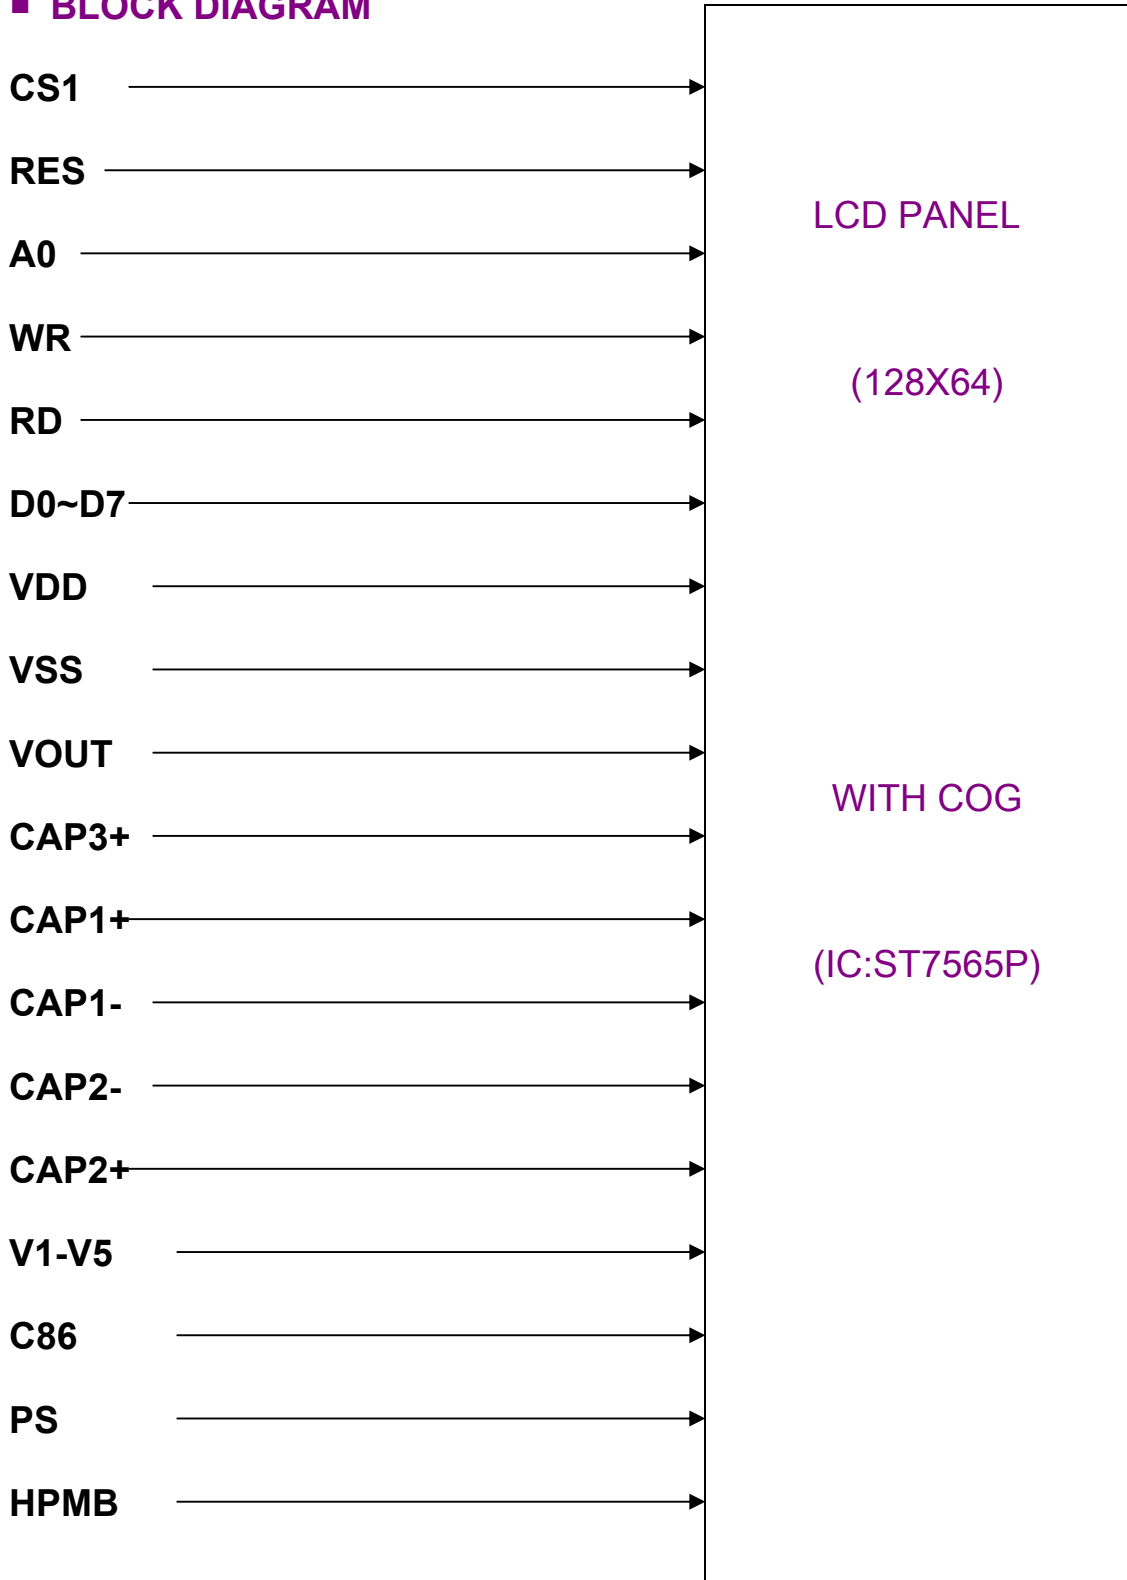 ■ BLOCK DIAGRAM
CS1
RES
LCD PANEL
A0
WR
(128X64)
RD
D0~D7
VDD
VSS
VOUT
WITH COG
CAP3+
CAP1+
(IC:ST7565P)
CAP1-
CAP2-
CAP2+
V1-V5
C86
PS
HPMB